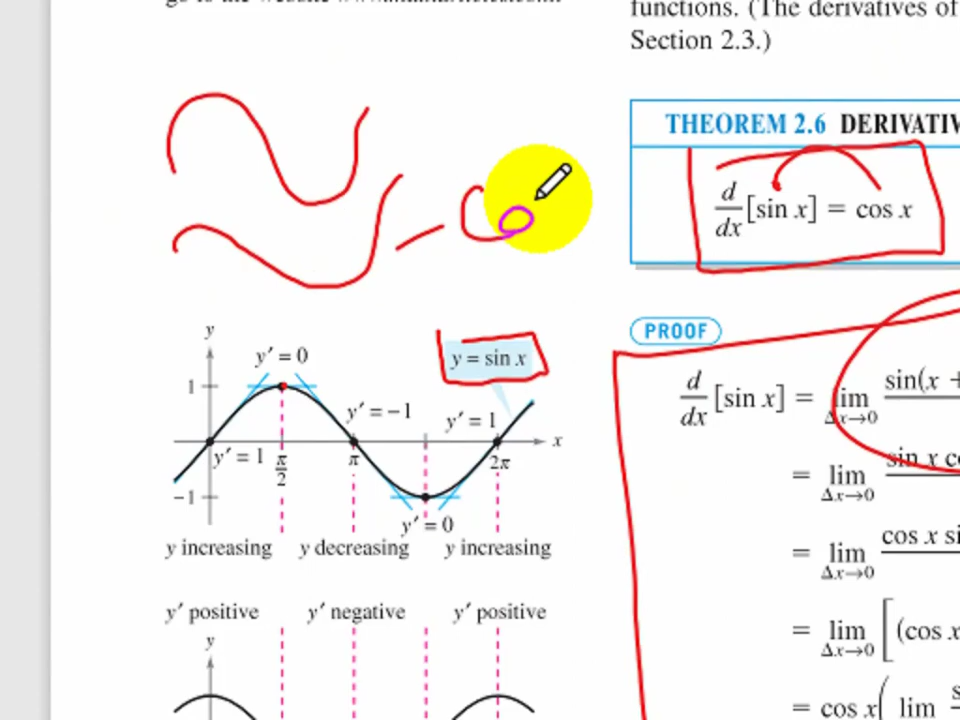 functions. (The derivatives of
Section 2.3.)
THEOREM 2.6 DERIVATIV
d/dx [sin x] = cos x
PROOF
d/dx [sin x] = lim Δx→0 sin(x +
= lim Δx→0 sin x co
= lim Δx→0 cos x si
= lim Δx→0 [ (cos x
= cos x( lim s
y
y′ = 0
y = sin x
1
y′ = −1
y′ = 1
x
y′ = 1
π/2
π
2π
−1
y′ = 0
y increasing
y decreasing
y increasing
y′ positive
y′ negative
y′ positive
y